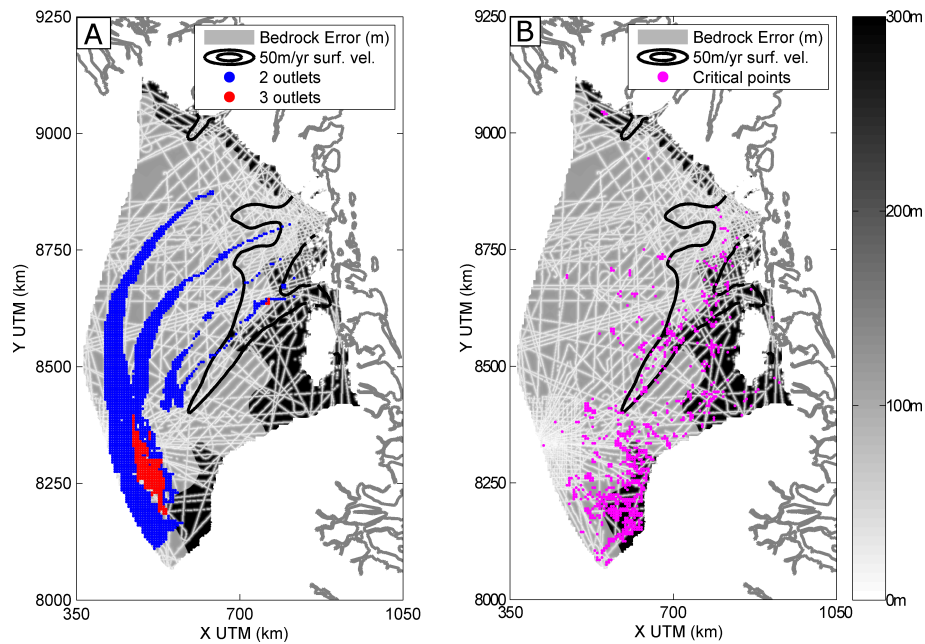 A
Bedrock Error (m)
50m/yr surf. vel.
2 outlets
3 outlets
9250
9000
8750
8500
8250
8000
350
700
1050
X UTM (km)
Y UTM (km)
B
Bedrock Error (m)
50m/yr surf. vel.
Critical points
9250
9000
8750
8500
8250
8000
350
700
1050
X UTM (km)
Y UTM (km)
300m
200m
100m
0m